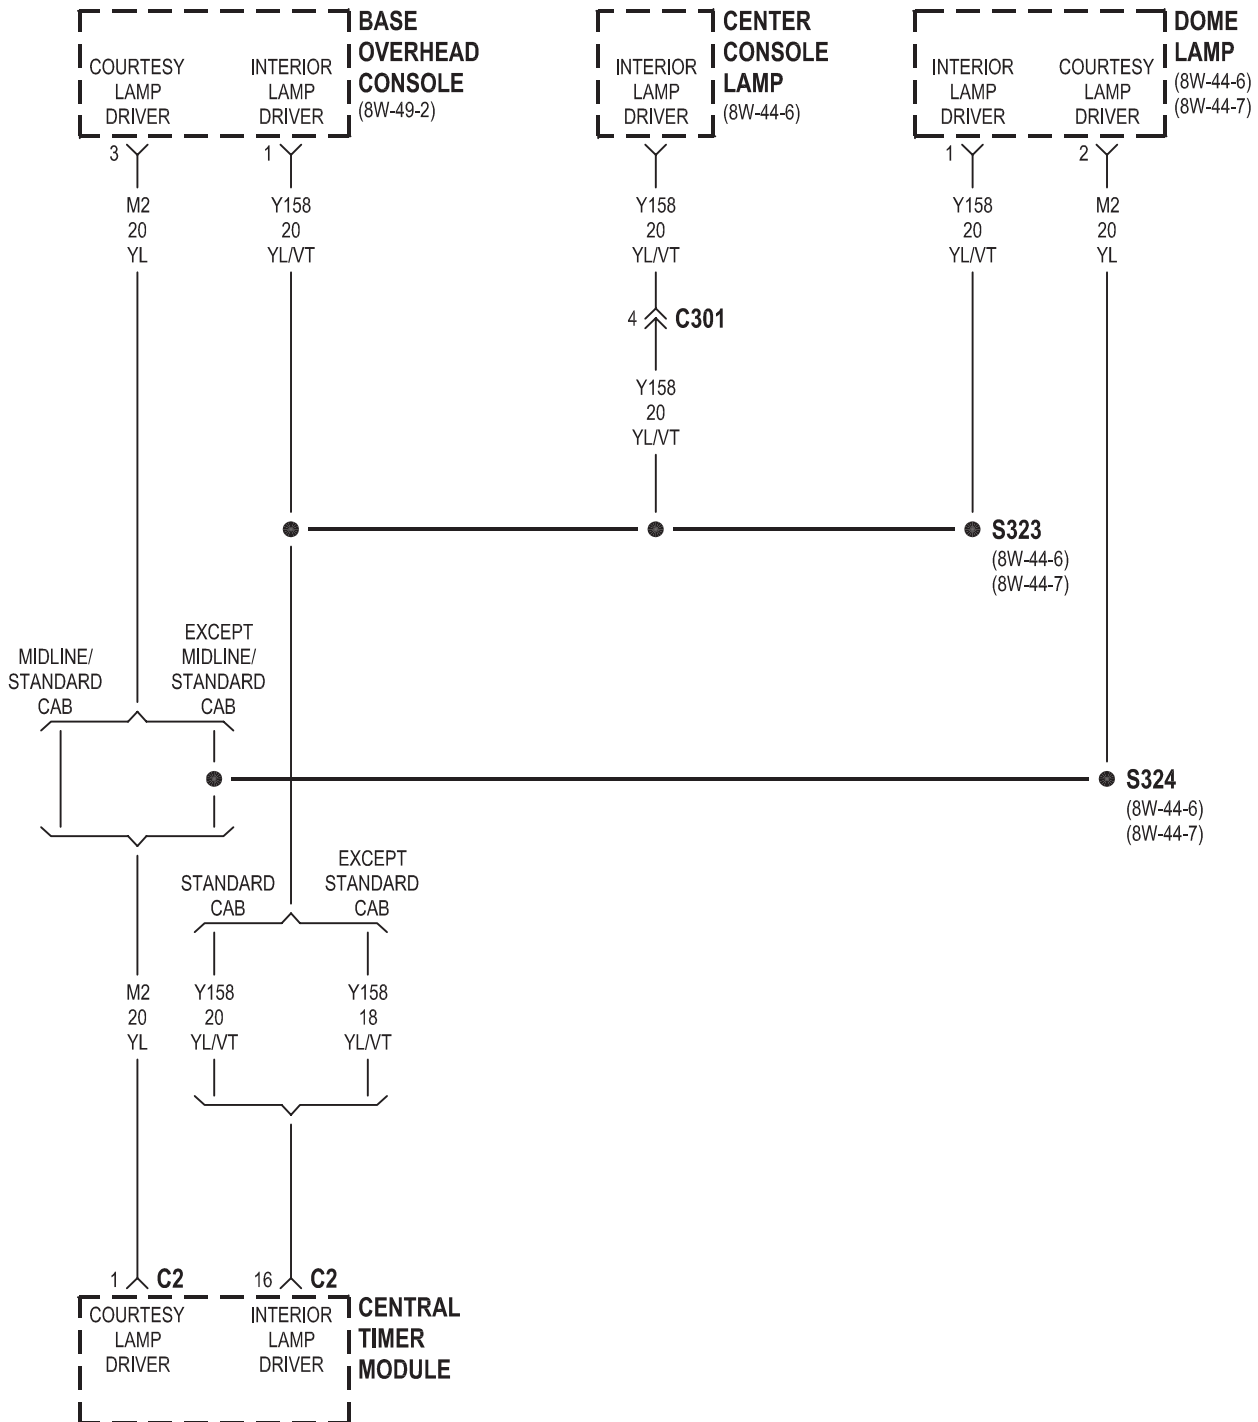 BASE
OVERHEAD
CONSOLE
(8W-49-2)
COURTESY
LAMP
DRIVER
INTERIOR
LAMP
DRIVER
CENTER
CONSOLE
LAMP
(8W-44-6)
INTERIOR
LAMP
DRIVER
DOME
LAMP
(8W-44-6)
(8W-44-7)
INTERIOR
LAMP
DRIVER
COURTESY
LAMP
DRIVER
3
1
1
2
M2
20
YL
Y158
20
YL/VT
Y158
20
YL/VT
Y158
20
YL/VT
M2
20
YL
4
C301
Y158
20
YL/VT
S323
(8W-44-6)
(8W-44-7)
MIDLINE/
STANDARD
CAB
EXCEPT
MIDLINE/
STANDARD
CAB
S324
(8W-44-6)
(8W-44-7)
STANDARD
CAB
EXCEPT
STANDARD
CAB
M2
20
YL
Y158
20
YL/VT
Y158
18
YL/VT
1
C2
16
C2
COURTESY
LAMP
DRIVER
INTERIOR
LAMP
DRIVER
CENTRAL
TIMER
MODULE